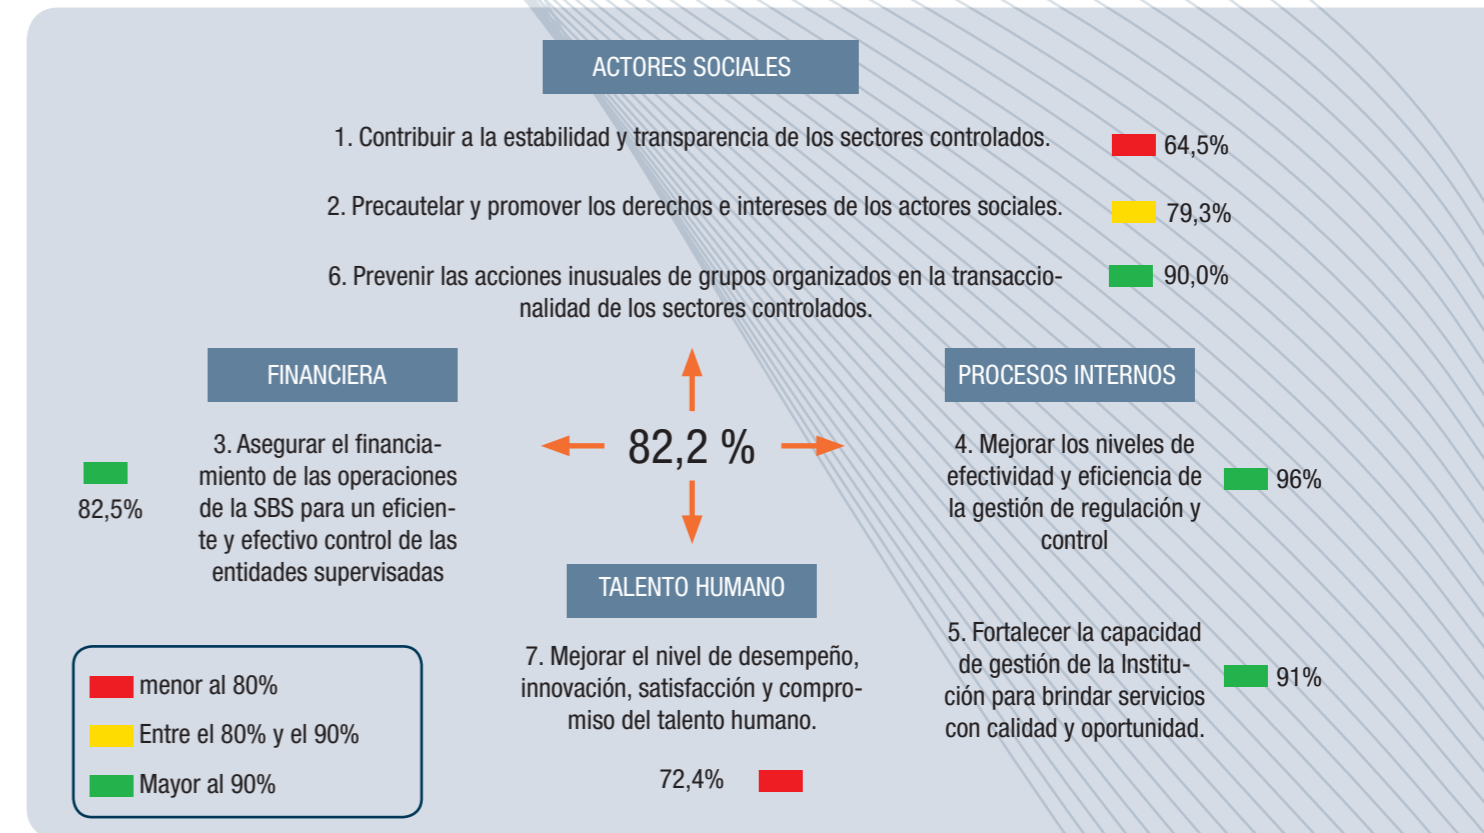 ACTORES SOCIALES
1. Contribuir a la estabilidad y transparencia de los sectores controlados.
64,5%
2. Precautelar y promover los derechos e intereses de los actores sociales.
79,3%
6. Prevenir las acciones inusuales de grupos organizados en la transaccio-
nalidad de los sectores controlados.
90,0%
FINANCIERA
3. Asegurar el financia-
miento de las operaciones
de la SBS para un eficien-
te y efectivo control de las
entidades supervisadas
82,5%
82,2 %
PROCESOS INTERNOS
4. Mejorar los niveles de
efectividad y eficiencia de
la gestión de regulación y
control
96%
5. Fortalecer la capacidad
de gestión de la Institu-
ción para brindar servicios
con calidad y oportunidad.
91%
TALENTO HUMANO
7. Mejorar el nivel de desempeño,
innovación, satisfacción y compro-
miso del talento humano.
72,4%
menor al 80%
Entre el 80% y el 90%
Mayor al 90%